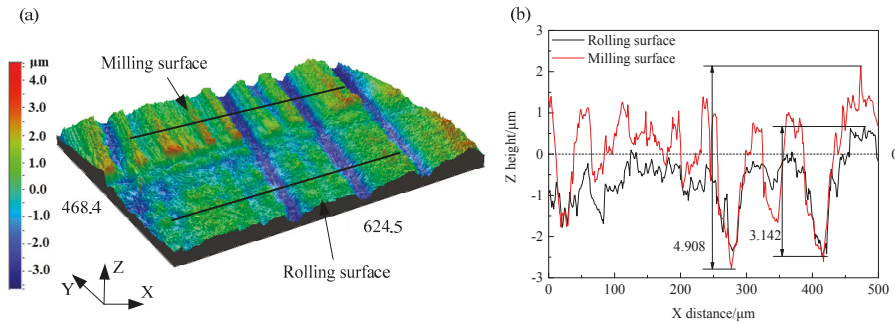 (a)
μm
4.0
3.0
2.0
1.0
0.0
-1.0
-2.0
-3.0
Milling surface
Rolling surface
468.4
624.5
Z
Y
X
(b)
Rolling surface
Milling surface
Z height/μm
3
2
1
0
-1
-2
-3
4.908
3.142
0
0 100 200 300 400 500
X distance/μm